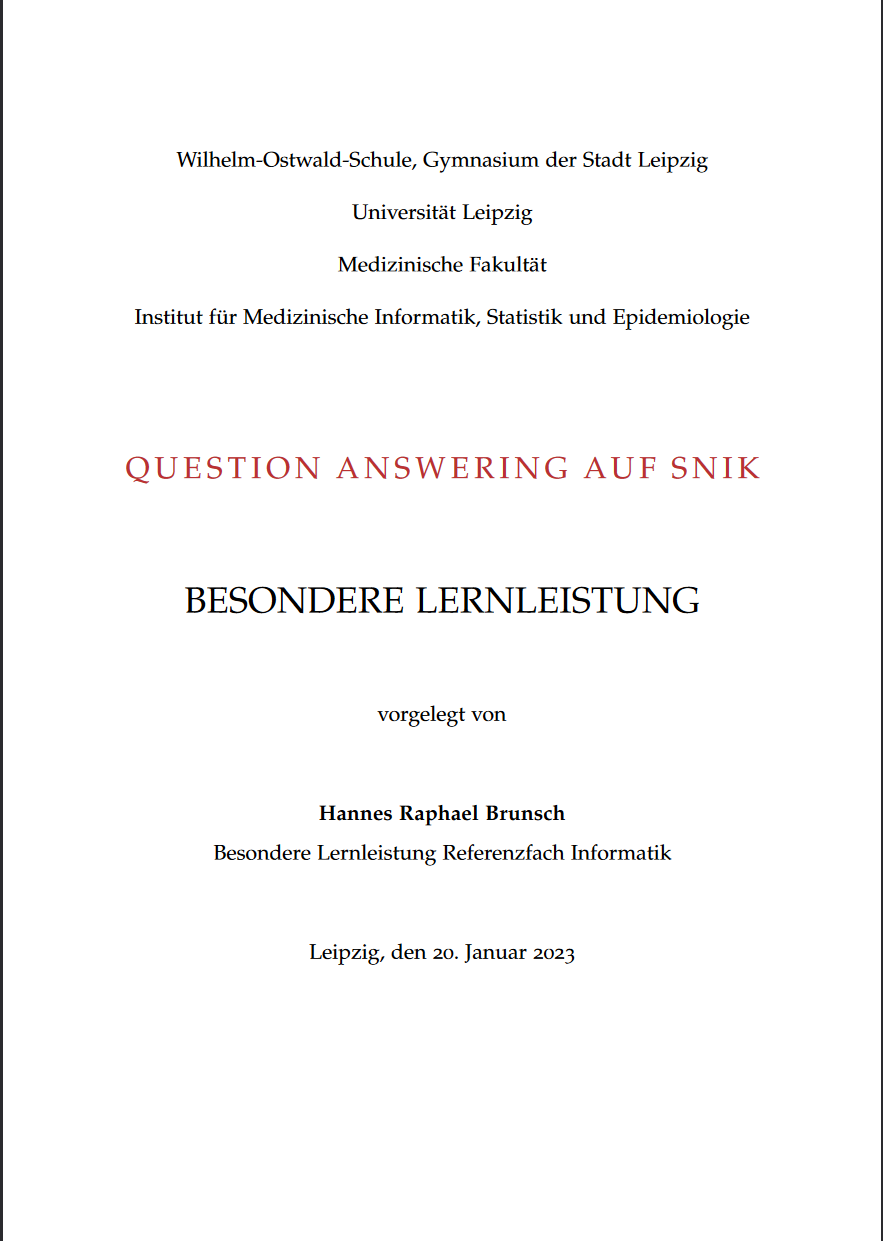 Wilhelm-Ostwald-Schule, Gymnasium der Stadt Leipzig
Universität Leipzig
Medizinische Fakultät
Institut für Medizinische Informatik, Statistik und Epidemiologie
QUESTION ANSWERING AUF SNIK
BESONDERE LERNLEISTUNG
vorgelegt von
Hannes Raphael Brunsch
Besondere Lernleistung Referenzfach Informatik
Leipzig, den 20. Januar 2023